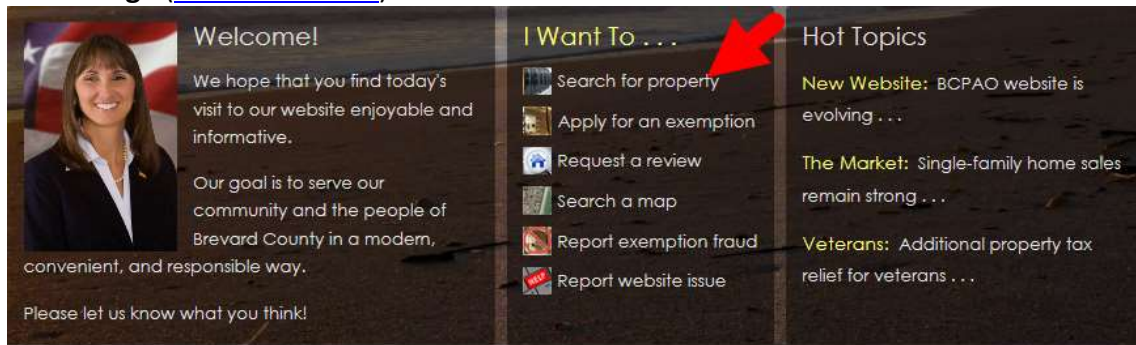 Welcome!
We hope that you find today's
visit to our website enjoyable and
informative.
Our goal is to serve our
community and the people of
Brevard County in a modern,
convenient, and responsible way.
Please let us know what you think!
I Want To . . .
Search for property
Apply for an exemption
Request a review
Search a map
Report exemption fraud
HELP
Report website issue
Hot Topics
New Website: BCPAO website is
evolving . . .
The Market: Single-family home sales
remain strong . . .
Veterans: Additional property tax
relief for veterans . . .